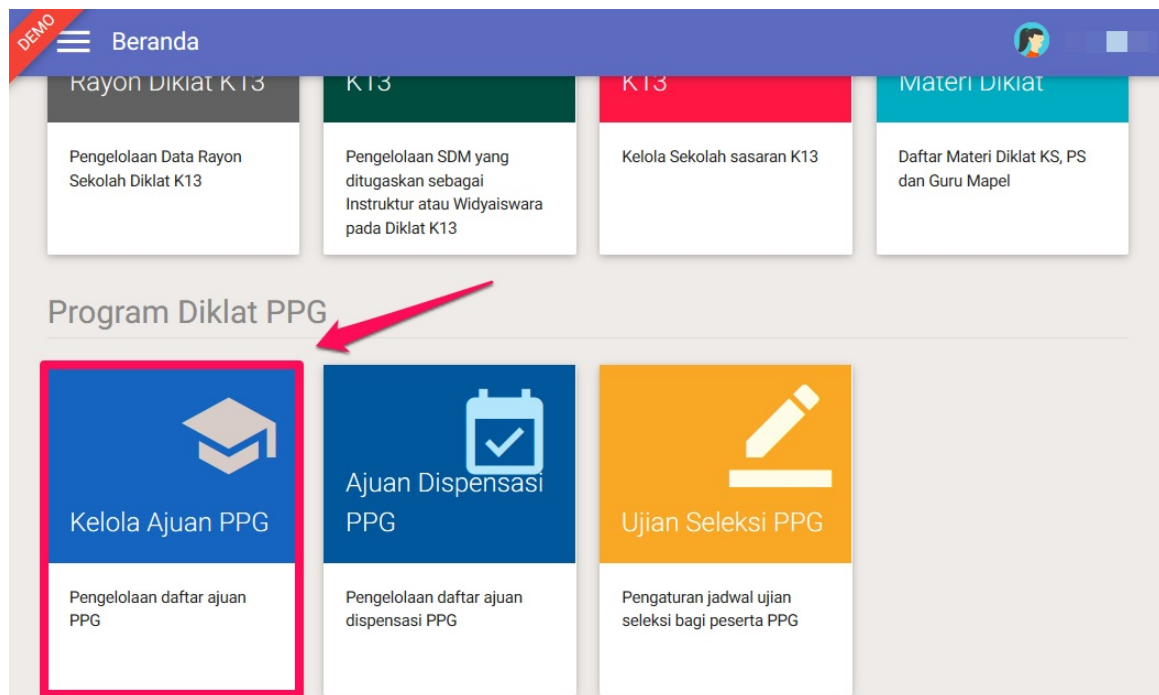 DEMO
Beranda
Rayon Diklat K13
K13
K13
Materi Diklat
Pengelolaan Data Rayon
Sekolah Diklat K13
Pengelolaan SDM yang
ditugaskan sebagai
Instruktur atau Widyaiswara
pada Diklat K13
Kelola Sekolah sasaran K13
Daftar Materi Diklat KS, PS
dan Guru Mapel
Program Diklat PPG
Kelola Ajuan PPG
Pengelolaan daftar ajuan
PPG
Ajuan Dispensasi
PPG
Pengelolaan daftar ajuan
dispensasi PPG
Ujian Seleksi PPG
Pengaturan jadwal ujian
seleksi bagi peserta PPG